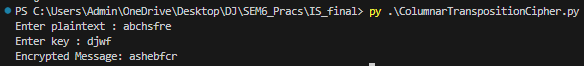 PS C:\Users\Admin\OneDrive\Desktop\DJ\SEM6_Pracs\IS_final> py .\ColumnarTranspositionCipher.py
Enter plaintext : abchsfre
Enter key : djwf
Encrypted Message: ashebfcr